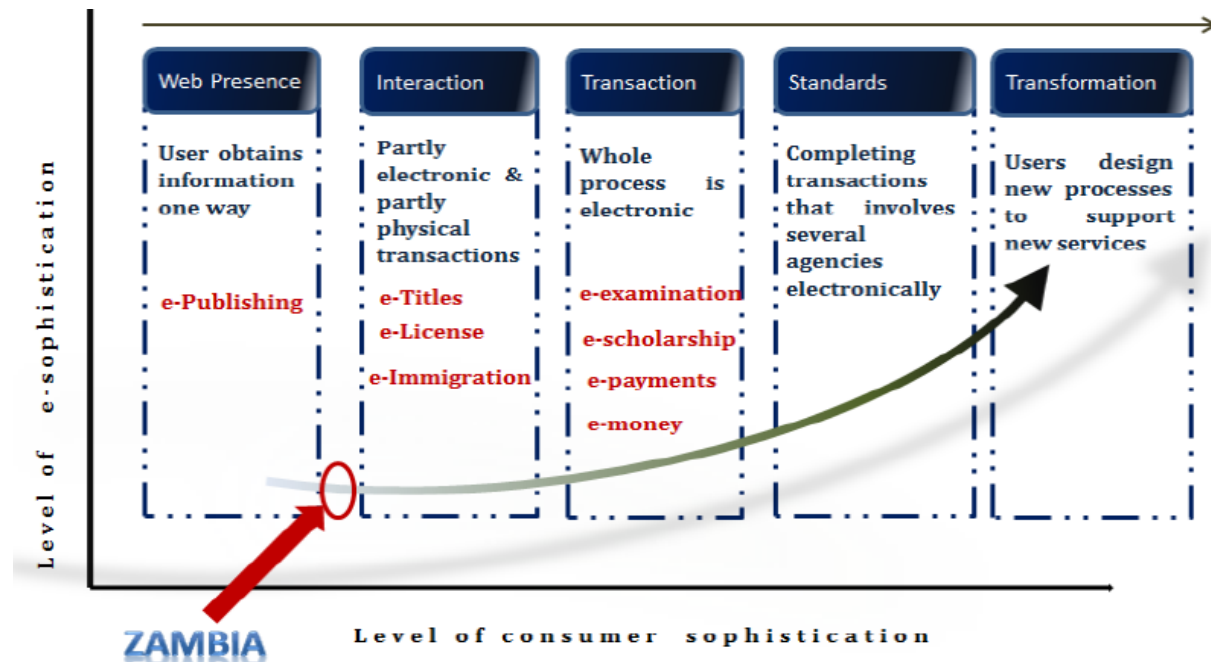 Web Presence
Interaction
Transaction
Standards
Transformation
User obtains
information
one way
e-Publishing
Partly
electronic &
partly
physical
transactions
e-Titles
e-License
e-Immigration
Whole
process is
electronic
e-examination
e-scholarship
e-payments
e-money
Completing
transactions
that involves
several
agencies
electronically
Users design
new processes
to support
new services
Level of e-sophistication
ZAMBIA
Level of consumer sophistication